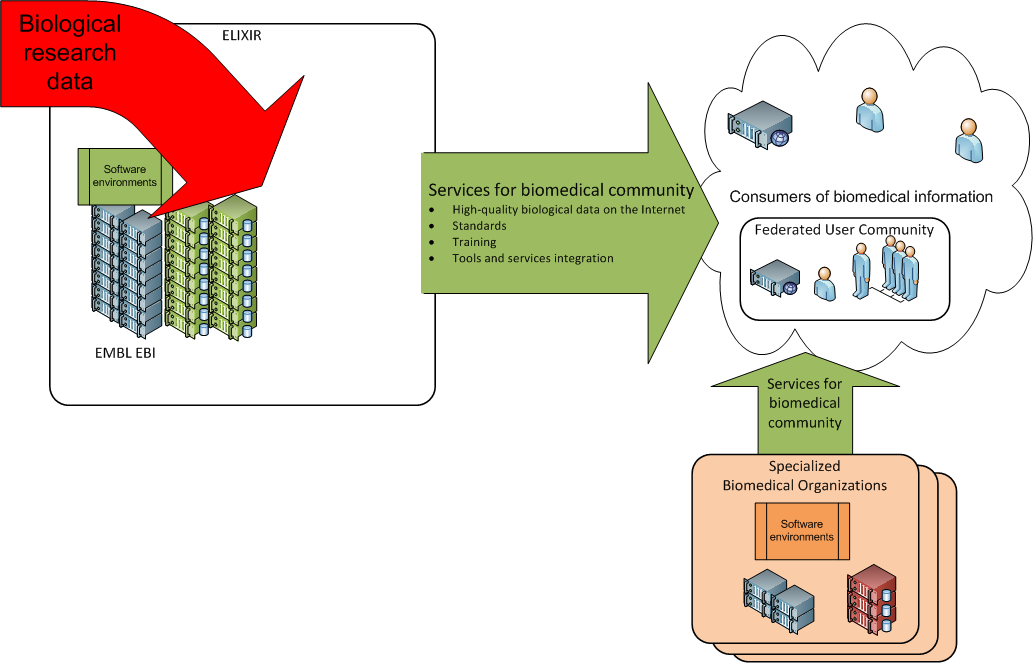 Biological
research
data
ELIXIR
Software
environments
EMBL EBI
Services for biomedical community
• High-quality biological data on the Internet
• Standards
• Training
• Tools and services integration
Consumers of biomedical information
Federated User Community
Services for
biomedical
community
Specialized
Biomedical Organizations
Software
environments